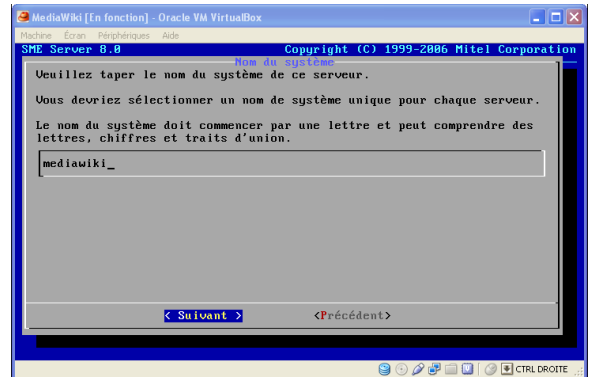 MediaWiki [En fonction] - Oracle VM VirtualBox
Machine Écran Périphériques Aide
SME Server 8.0 Copyright (C) 1999-2006 Mitel Corporation
Nom du système
Veuillez taper le nom du système de ce serveur.
Vous devriez sélectionner un nom de système unique pour chaque serveur.
Le nom du système doit commencer par une lettre et peut comprendre des
lettres, chiffres et traits d'union.
mediawiki_
< Suivant > <Précédent>
CTRL DROITE